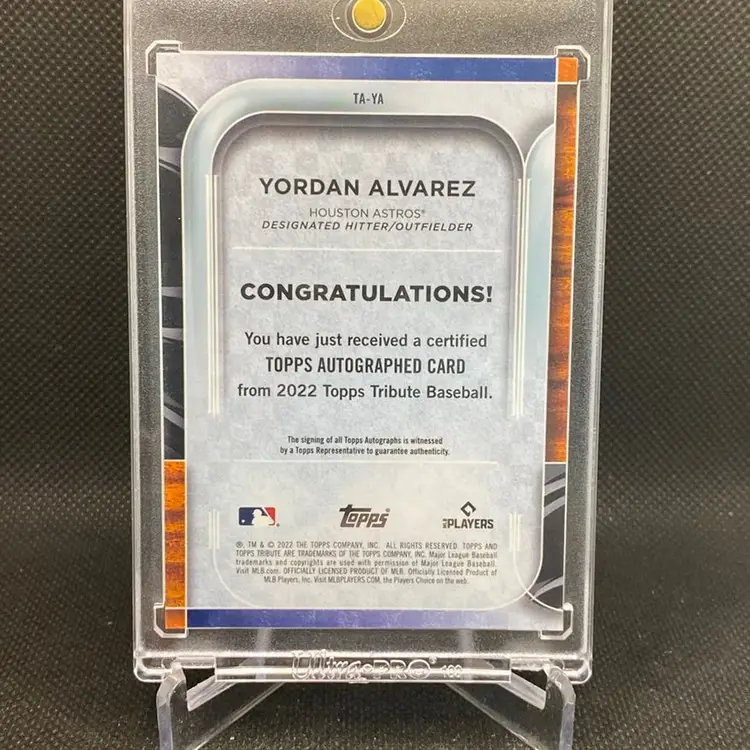 TA-YA
YORDAN ALVAREZ
HOUSTON ASTROS®
DESIGNATED HITTER/OUTFIELDER
CONGRATULATIONS!
You have just received a certified
TOPPS AUTOGRAPHED CARD
from 2022 Topps Tribute Baseball.
The signing of all Topps Autographs is witnessed
by a Topps Representative to guarantee authenticity.
Topps
MLB PLAYERS
®, TM & © 2022 THE TOPPS COMPANY, INC. ALL RIGHTS RESERVED. TOPPS AND
TOPPS TRIBUTE ARE TRADEMARKS OF THE TOPPS COMPANY, INC. Major League Baseball
trademarks and copyrights are used with permission of Major League Baseball.
Visit MLB.com. OFFICIALLY LICENSED PRODUCT OF MLB. Officially Licensed Product of
MLB Players, Inc. Visit MLBPLAYERS.COM, the Players Choice on the web.
Ultra·PRO®